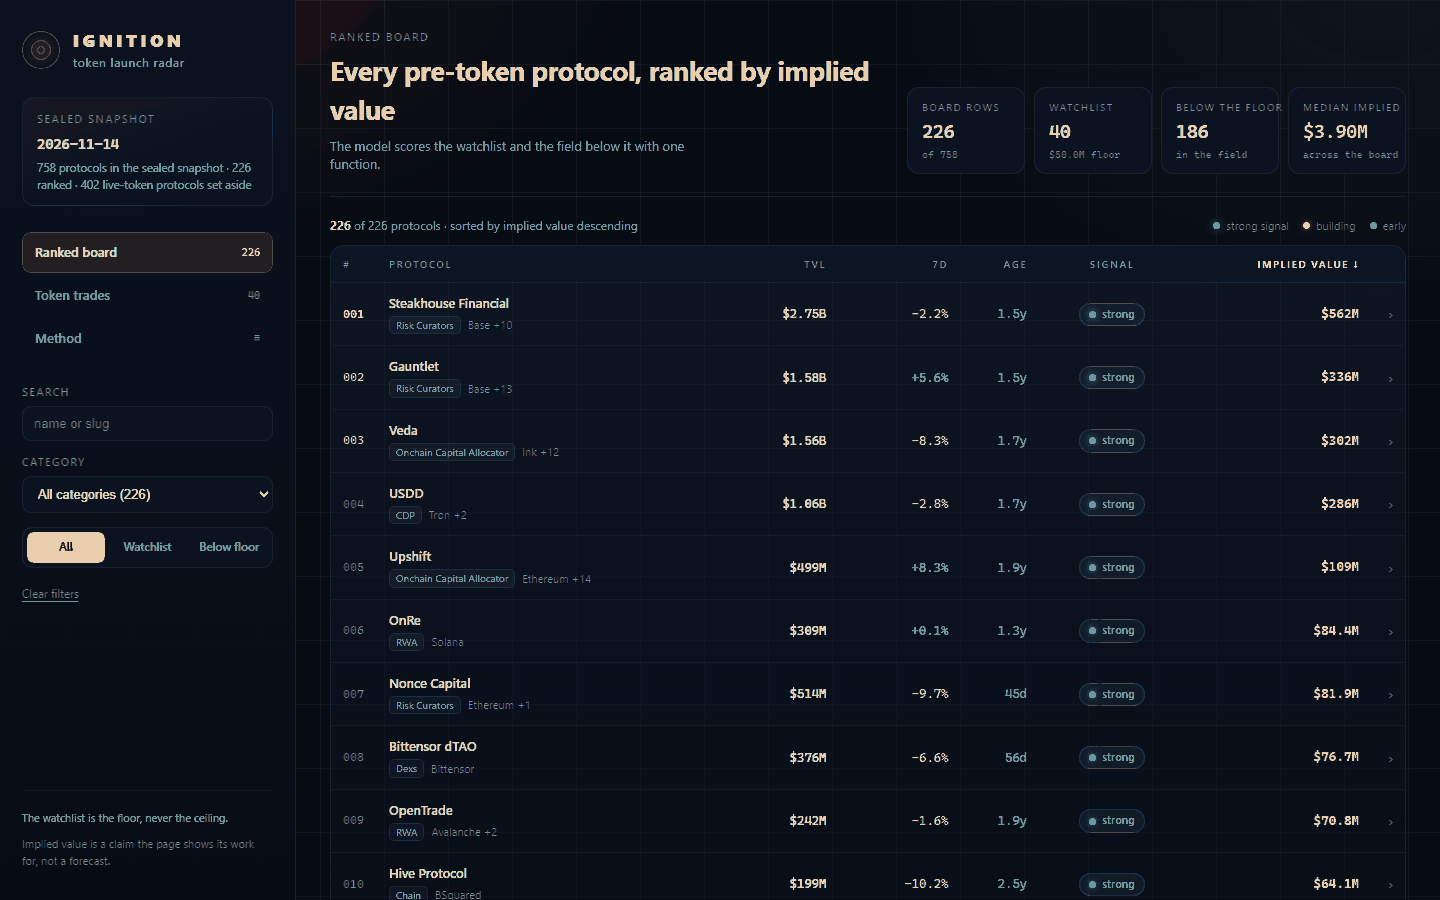 IGNITION
token launch radar
SEALED SNAPSHOT
2026-11-14
758 protocols in the sealed snapshot · 226
ranked · 402 live-token protocols set aside
Ranked board 226
Token trades 40
Method ≡
SEARCH
name or slug
CATEGORY
All categories (226)
All Watchlist Below floor
Clear filters
The watchlist is the floor, never the ceiling.
Implied value is a claim the page shows its work
for, not a forecast.
RANKED BOARD
Every pre-token protocol, ranked by implied
value
The model scores the watchlist and the field below it with one
function.
BOARD ROWS
226
of 758
WATCHLIST
40
$50.0M floor
BELOW THE FLOOR
186
in the field
MEDIAN IMPLIED
$3.90M
across the board
226 of 226 protocols · sorted by implied value descending
strong signal building early
# PROTOCOL TVL 7D AGE SIGNAL IMPLIED VALUE ↓
001 Steakhouse Financial $2.75B -2.2% 1.5y strong $562M ›
Risk Curators Base +10
002 Gauntlet $1.58B +5.6% 1.5y strong $336M ›
Risk Curators Base +13
003 Veda $1.56B -8.3% 1.7y strong $302M ›
Onchain Capital Allocator Ink +12
004 USDD $1.06B -2.8% 1.7y strong $286M ›
CDP Tron +2
005 Upshift $499M +8.3% 1.9y strong $109M ›
Onchain Capital Allocator Ethereum +14
006 OnRe $309M +0.1% 1.3y strong $84.4M ›
RWA Solana
007 Nonce Capital $514M -9.7% 45d strong $81.9M ›
Risk Curators Ethereum +1
008 Bittensor dTAO $376M -6.6% 56d strong $76.7M ›
Dexs Bittensor
009 OpenTrade $242M -1.6% 1.9y strong $70.8M ›
RWA Avalanche +2
010 Hive Protocol $199M -10.2% 2.5y strong $64.1M ›
Chain BSquared